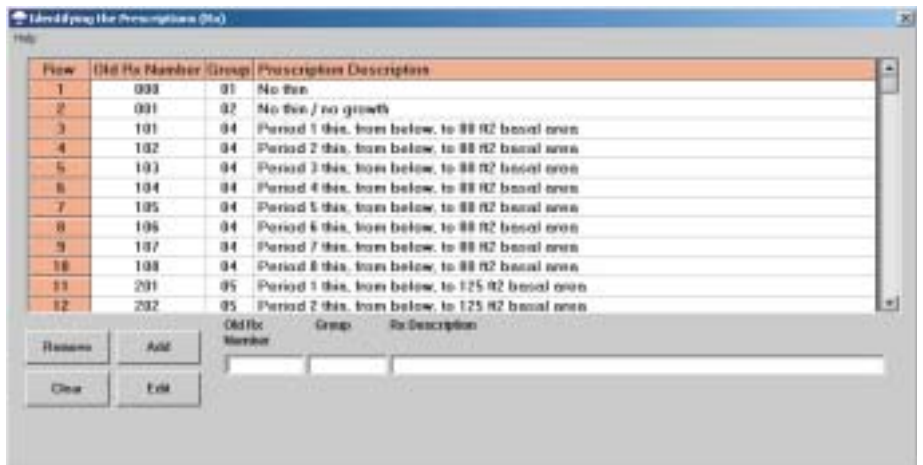 Identifying the Prescriptions (Rx)
Help
Row Old Rx Number Group Prescription Description
1 000 01 No thin
2 001 02 No thin / no growth
3 101 04 Period 1 thin, from below, to 80 ft2 basal area
4 102 04 Period 2 thin, from below, to 80 ft2 basal area
5 103 04 Period 3 thin, from below, to 80 ft2 basal area
6 104 04 Period 4 thin, from below, to 80 ft2 basal area
7 105 04 Period 5 thin, from below, to 80 ft2 basal area
8 106 04 Period 6 thin, from below, to 80 ft2 basal area
9 107 04 Period 7 thin, from below, to 80 ft2 basal area
10 108 04 Period 8 thin, from below, to 80 ft2 basal area
11 201 05 Period 1 thin, from below, to 125 ft2 basal area
12 202 05 Period 2 thin, from below, to 125 ft2 basal area
Old Rx Number Group Rx Description
Remove Add
Clear Edit